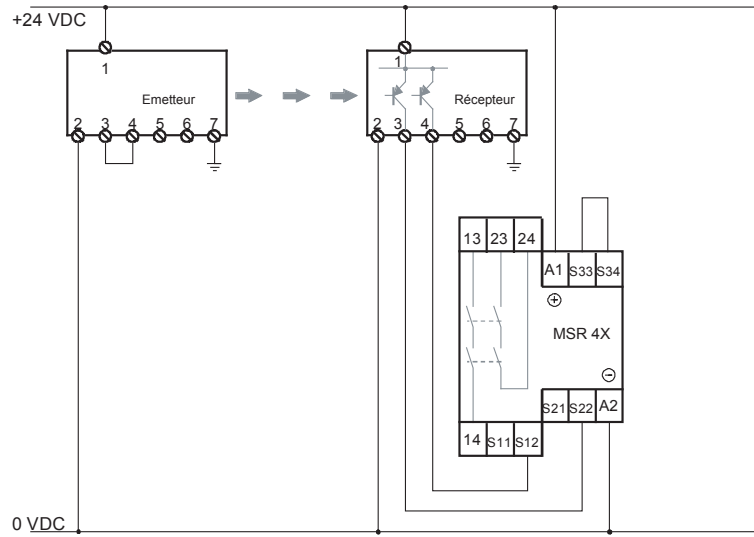 +24 VDC
1
Emetteur
2 3 4 5 6 7
1
Récepteur
2 3 4 5 6 7
13 23 24
A1 S33 S34
+
MSR 4X
-
S21 S22 A2
14 S11 S12
0 VDC